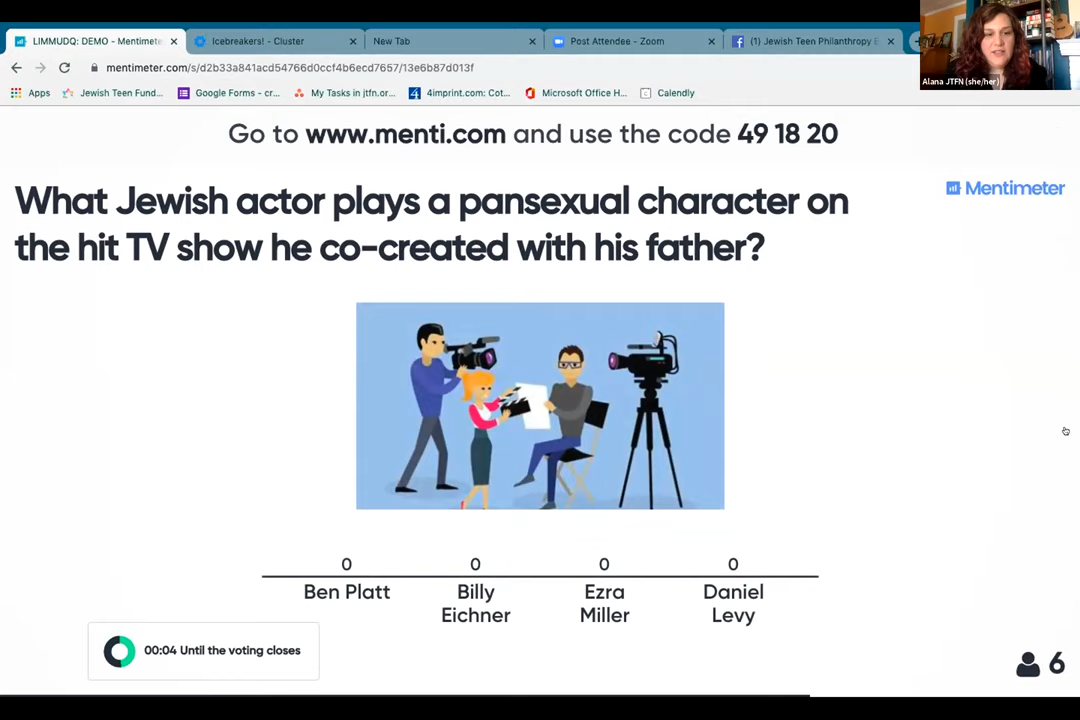 LIMMUDQ: DEMO - Mentimete
Icebreakers! - Cluster
New Tab
Post Attendee - Zoom
(1) Jewish Teen Philanthropy E
mentimeter.com/s/d2b33a841acd54766d0ccf4b6ecd7657/13e6b87d013f
Apps
Jewish Teen Fund...
Google Forms - cr...
My Tasks in jtfn.or...
4imprint.com: Cot...
Microsoft Office H...
Calendly
Alana JTFN (she/her)
Go to www.menti.com and use the code 49 18 20
Mentimeter
What Jewish actor plays a pansexual character on
the hit TV show he co-created with his father?
0 0 0 0
Ben Platt Billy Ezra Daniel
Eichner Miller Levy
00:04 Until the voting closes
6